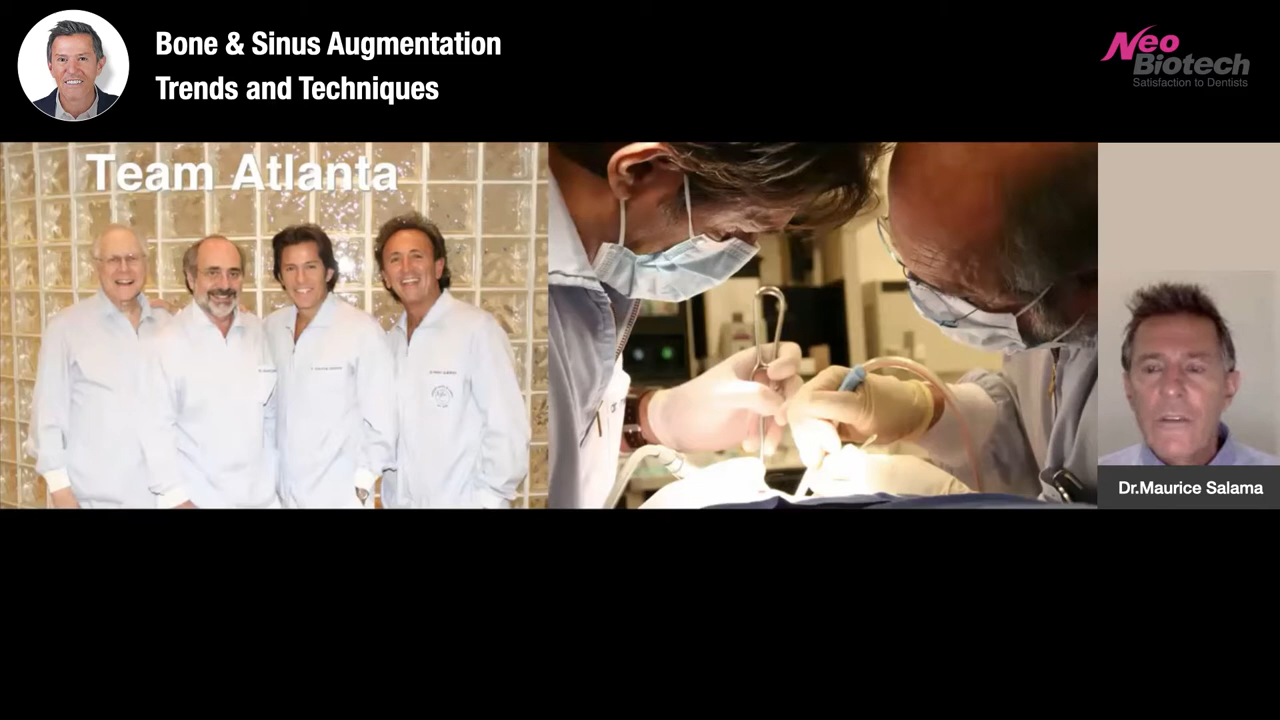 Bone & Sinus Augmentation
Trends and Techniques
Neo
Biotech
Satisfaction to Dentists
Team Atlanta
Dr.Maurice Salama